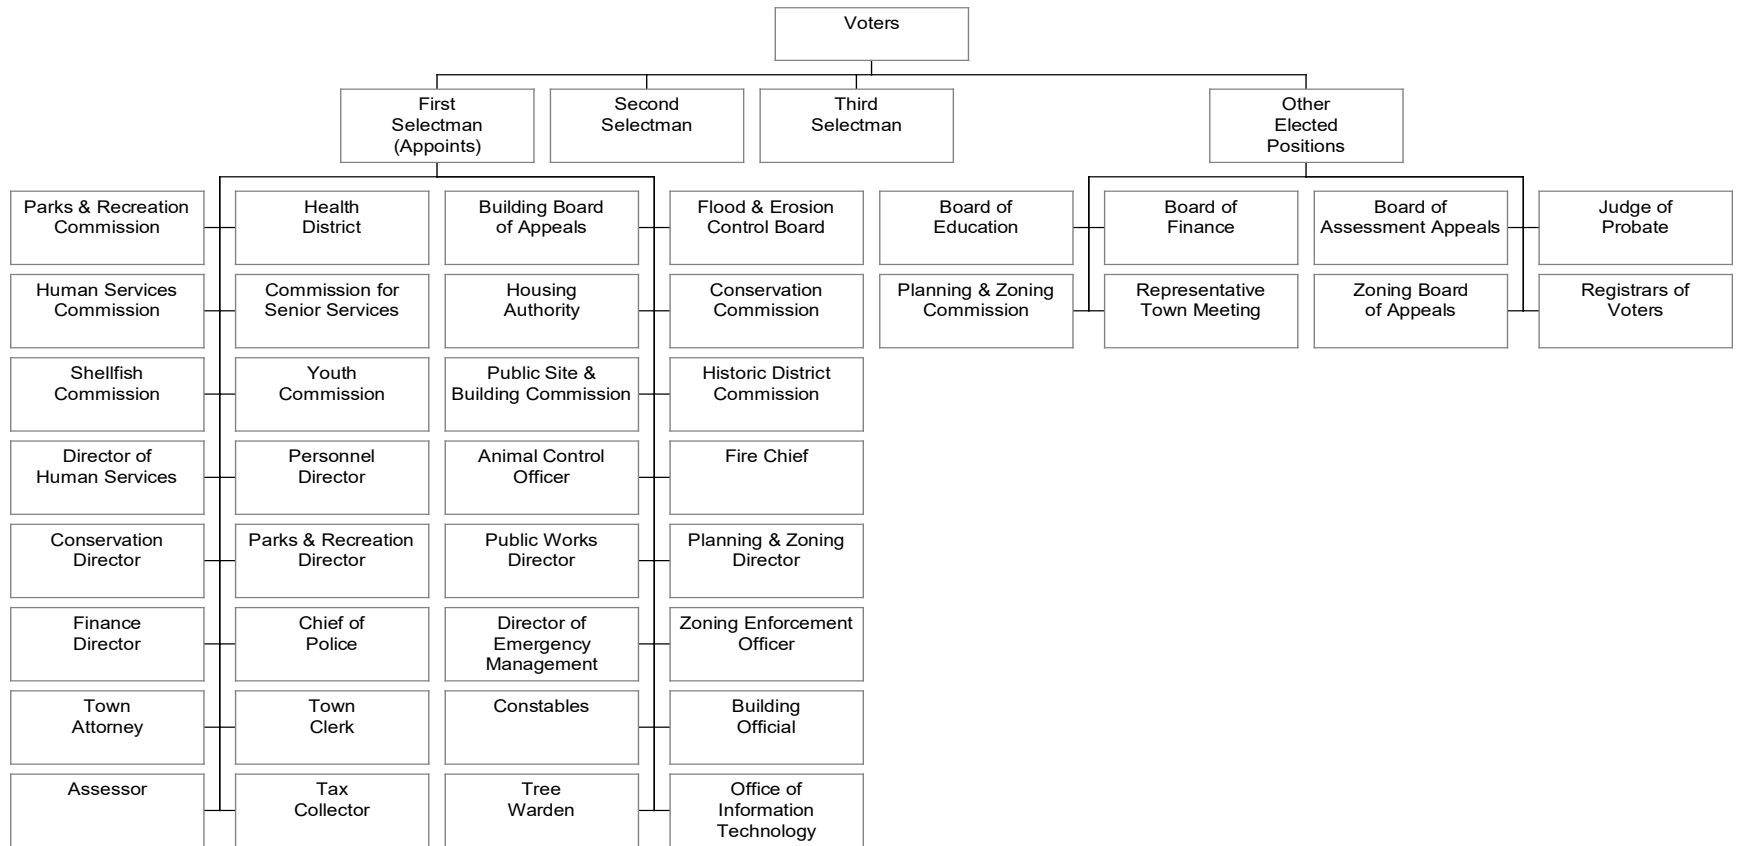 Voters
First
Selectman
(Appoints)
Second
Selectman
Third
Selectman
Other
Elected
Positions
Parks & Recreation
Commission
Health
District
Building Board
of Appeals
Flood & Erosion
Control Board
Board of
Education
Board of
Finance
Board of
Assessment Appeals
Judge of
Probate
Human Services
Commission
Commission for
Senior Services
Housing
Authority
Conservation
Commission
Planning & Zoning
Commission
Representative
Town Meeting
Zoning Board
of Appeals
Registrars of
Voters
Shellfish
Commission
Youth
Commission
Public Site &
Building Commission
Historic District
Commission
Director of
Human Services
Personnel
Director
Animal Control
Officer
Fire Chief
Conservation
Director
Parks & Recreation
Director
Public Works
Director
Planning & Zoning
Director
Finance
Director
Chief of
Police
Director of
Emergency
Management
Zoning Enforcement
Officer
Town
Attorney
Town
Clerk
Constables
Building
Official
Assessor
Tax
Collector
Tree
Warden
Office of
Information
Technology